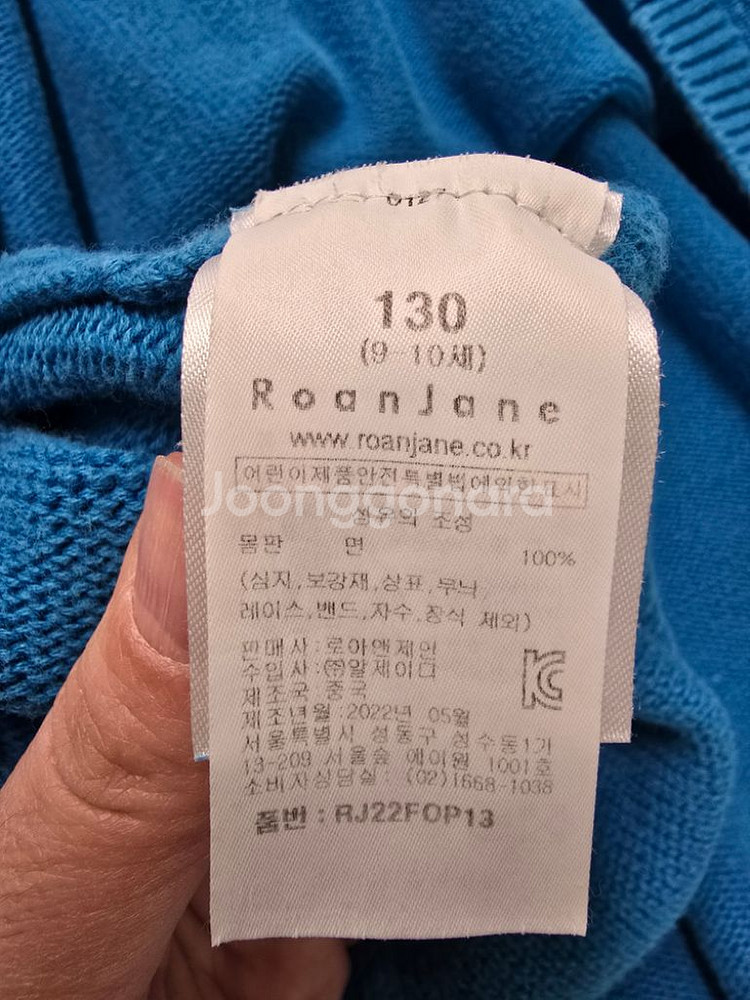 130
(9-10세)
RoanJane
www.roanjane.co.kr
어린이제품안전특별법에의한표시
Joonggonara
섬유의 조성
몸판 면 100%
(심지,보강재,상표,무늬,
레이스,밴드,자수,장식 제외)
판매사:로아앤제인
수입사:㈜알제이디
제조국:중국
제조년월:2022년 05월
서울특별시 성동구 성수동1가
13-209 서울숲 에이원 1001호
소비자상담실: (02)1668-1038
품번 : RJ22FOP13